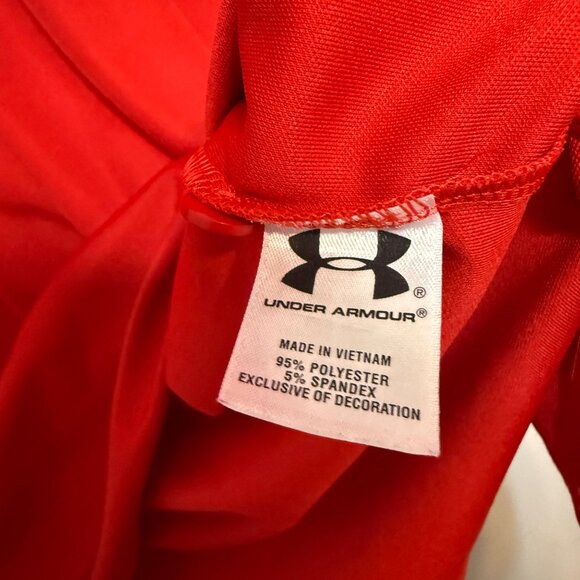 ®
UNDER ARMOUR®
MADE IN VIETNAM
95% POLYESTER
5% SPANDEX
EXCLUSIVE OF DECORATION